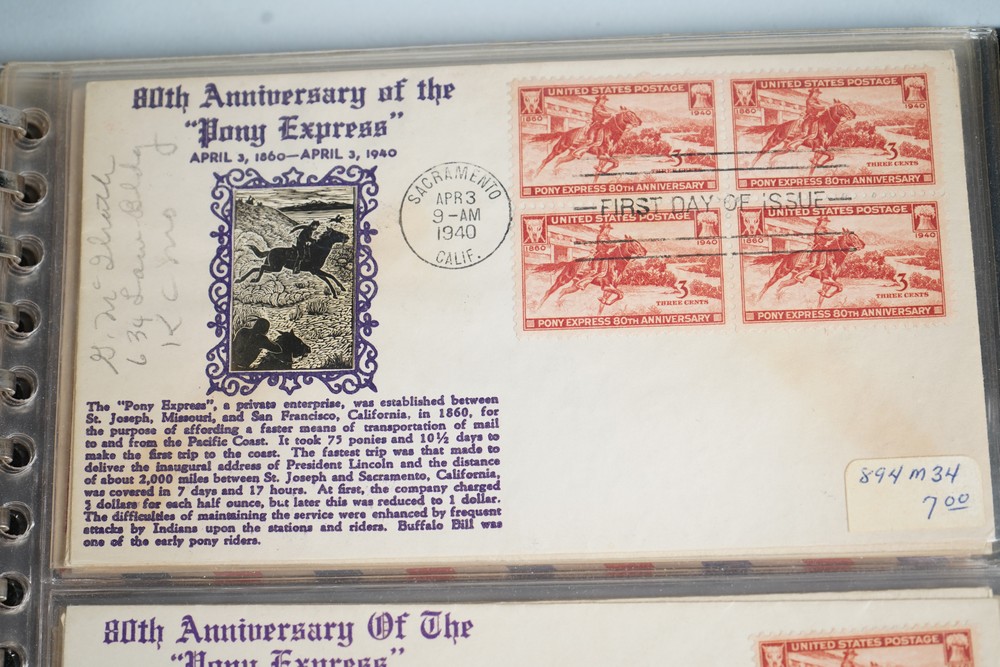 80th Anniversary of the
"Pony Express"
APRIL 3, 1860—APRIL 3, 1940
G. Mc
634
K C Mo
The "Pony Express", a private enterprise, was established between
St. Joseph, Missouri, and San Francisco, California, in 1860, for
the purpose of affording a faster means of transportation of mail
to and from the Pacific Coast. It took 75 ponies and 10½ days to
make the first trip to the coast. The fastest trip was that made to
deliver the inaugural address of President Lincoln and the distance
of about 2,000 miles between St. Joseph and Sacramento, California,
was covered in 7 days and 17 hours. At first, the company charged
5 dollars for each half ounce, but later this was reduced to 1 dollar.
The difficulties of maintaining the service were enhanced by frequent
attacks by Indians upon the stations and riders. Buffalo Bill was
one of the early pony riders.
SACRAMENTO
APR 3
9-AM
1940
CALIF.
FIRST DAY OF ISSUE
UNITED STATES POSTAGE
1860
1940
3
THREE CENTS
PONY EXPRESS 80TH ANNIVERSARY
UNITED STATES POSTAGE
1860
1940
3
THREE CENTS
PONY EXPRESS 80TH ANNIVERSARY
UNITED STATES POSTAGE
1860
1940
3
THREE CENTS
PONY EXPRESS 80TH ANNIVERSARY
UNITED STATES POSTAGE
1860
1940
3
THREE CENTS
PONY EXPRESS 80TH ANNIVERSARY
894 M 34
7.00
80th Anniversary Of The
"Pony Express"
UNITED STATES POSTAGE